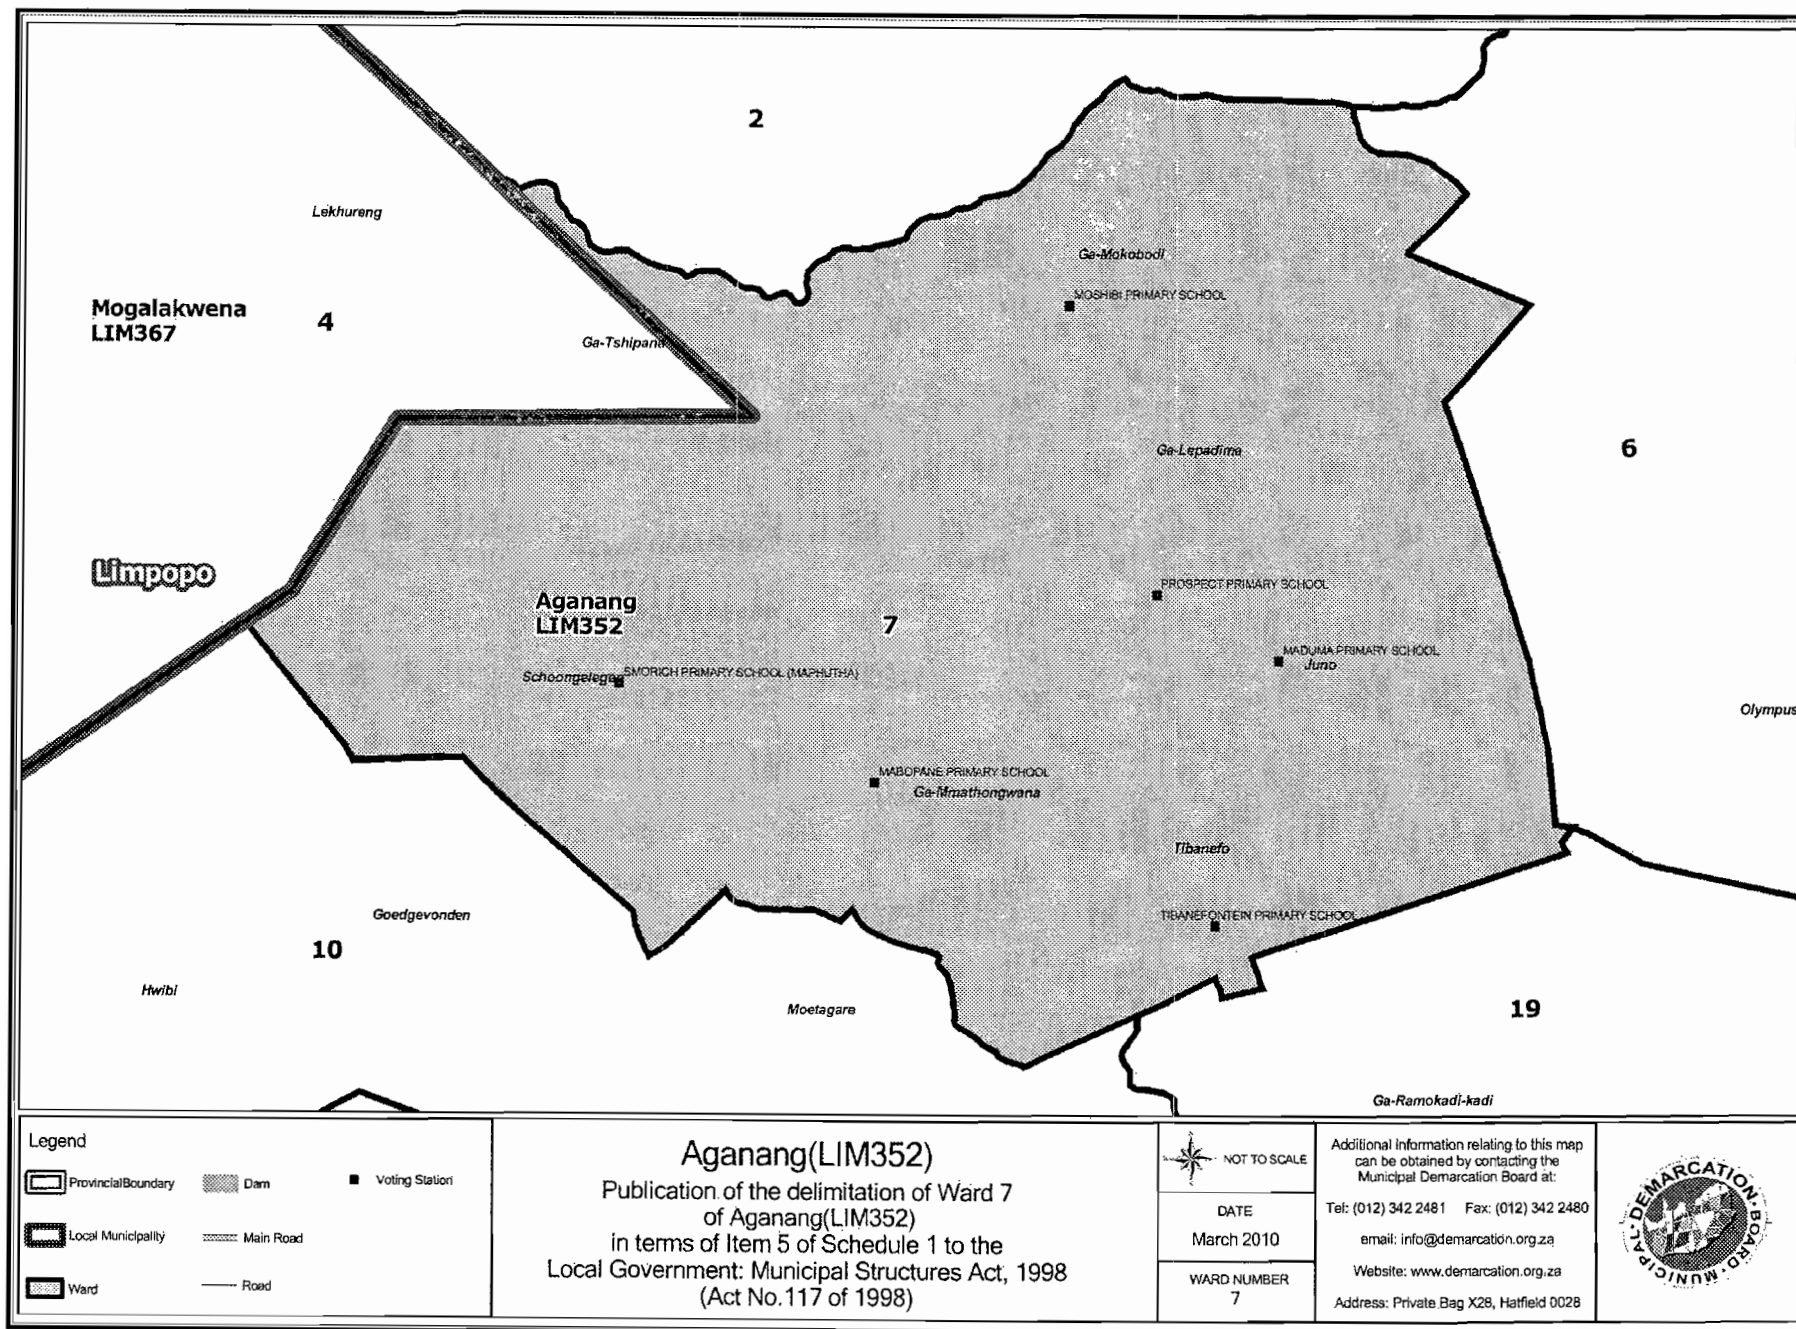 2
Lekhureng
Mogalakwena
LIM367
4
Ga-Tshipana
Ga-Mokobodi
MOSHIBI PRIMARY SCHOOL
Ga-Lepadima
6
Limpopo
PROSPECT PRIMARY SCHOOL
Aganang
LIM352
7
MADUMA PRIMARY SCHOOL
Juno
Schoongelegen
SMORICH PRIMARY SCHOOL (MAPHUTHA)
Olympus
MABOPANE PRIMARY SCHOOL
Ga-Mmathongwana
Tibanefo
Goedgevonden
TIBANEFONTEIN PRIMARY SCHOOL
10
Hwibi
Moetagare
19
Ga-Ramokadi-kadi
Legend
ProvincialBoundary
Dam
Voting Station
Local Municipality
Main Road
Ward
Road
Aganang(LIM352)
Publication of the delimitation of Ward 7
of Aganang(LIM352)
in terms of Item 5 of Schedule 1 to the
Local Government: Municipal Structures Act, 1998
(Act No.117 of 1998)
NOT TO SCALE
DATE
March 2010
WARD NUMBER
7
Additional information relating to this map
can be obtained by contacting the
Municipal Demarcation Board at:
Tel: (012) 342 2481 Fax: (012) 342 2480
email: info@demarcation.org.za
Website: www.demarcation.org.za
Address: Private Bag X28, Hatfield 0028
MUNICIPAL DEMARCATION BOARD